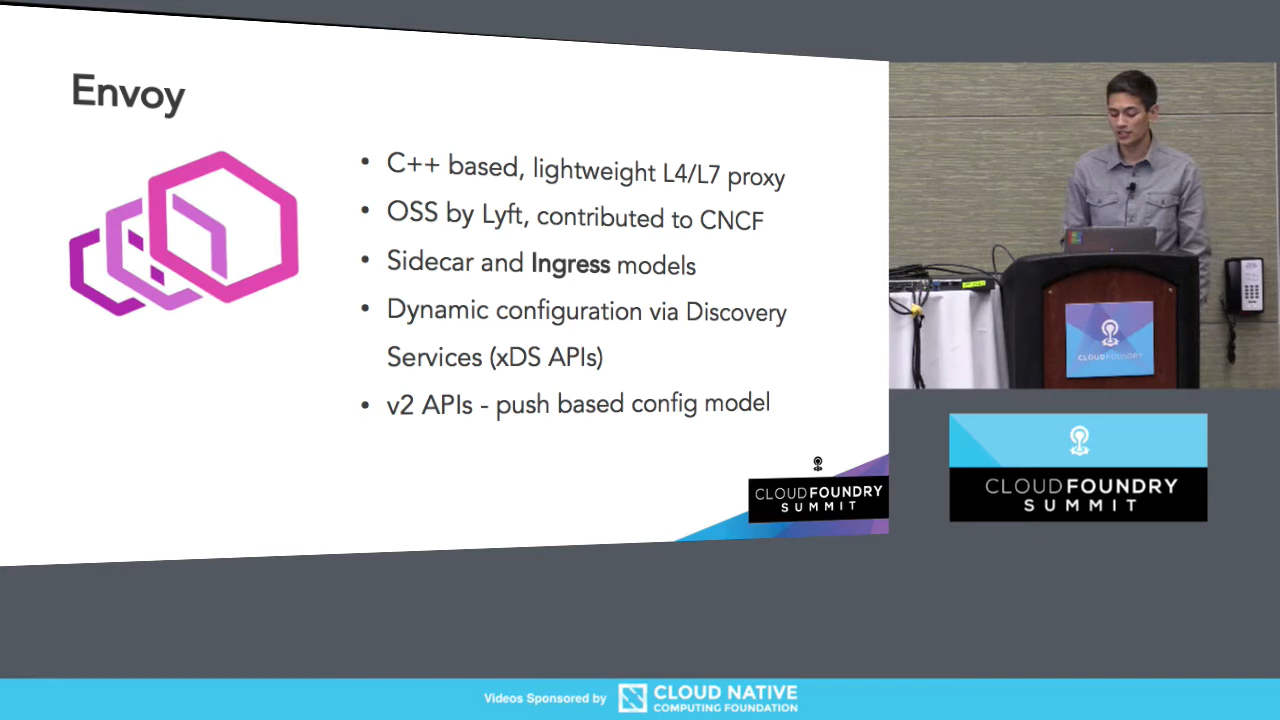 Envoy
• C++ based, lightweight L4/L7 proxy
• OSS by Lyft, contributed to CNCF
• Sidecar and Ingress models
• Dynamic configuration via Discovery
Services (xDS APIs)
• v2 APIs - push based config model
CLOUDFOUNDRY
SUMMIT
CLOUDFOUNDRY
CLOUDFOUNDRY
SUMMIT
Videos Sponsored by
CLOUD NATIVE
COMPUTING FOUNDATION